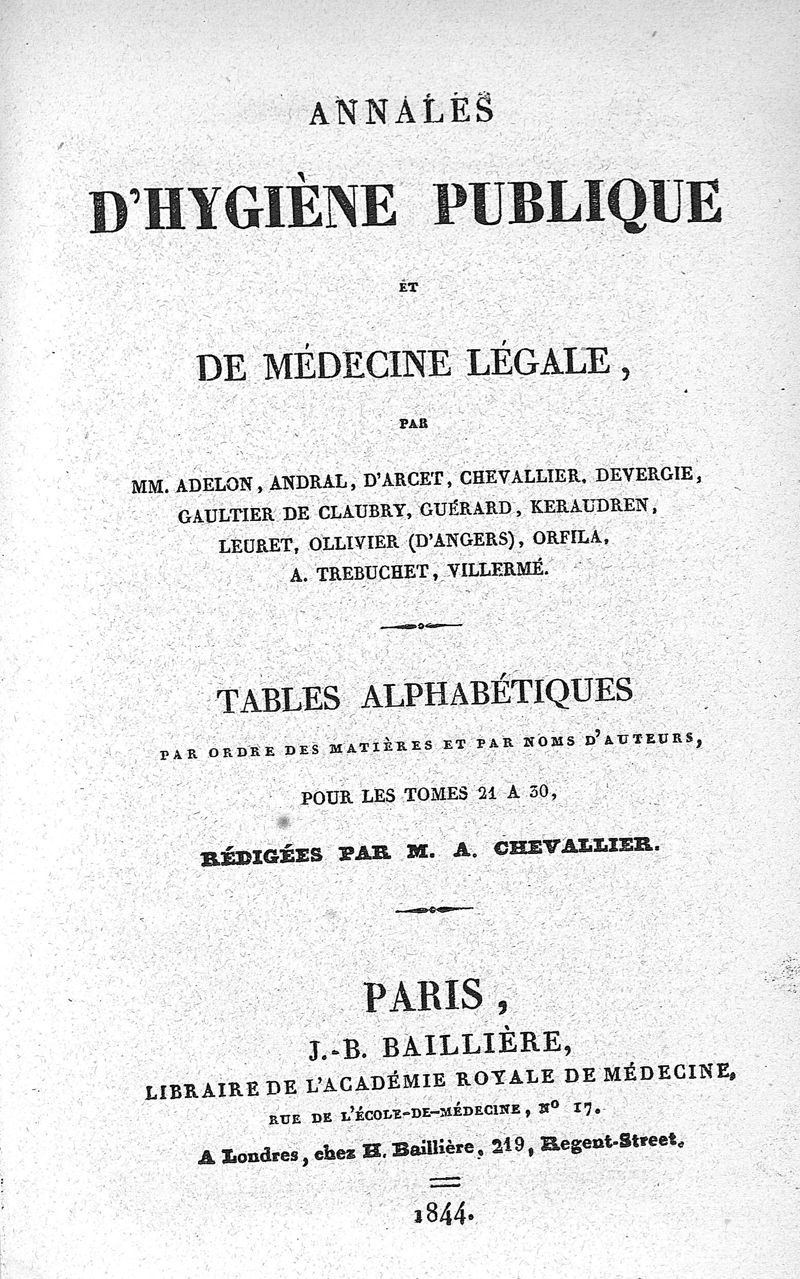 ANNALES
D'HYGIÈNE PUBLIQUE
ET
DE MÉDECINE LÉGALE,
PAR
MM. ADELON, ANDRAL, D'ARCET, CHEVALLIER, DEVERGIE,
GAULTIER DE CLAUBRY, GUÉRARD, KERAUDREN,
LEURET, OLLIVIER (D'ANGERS), ORFILA,
A. TREBUCHET, VILLERMÉ.
TABLES ALPHABÉTIQUES
PAR ORDRE DES MATIÈRES ET PAR NOMS D'AUTEURS,
POUR LES TOMES 21 A 30,
RÉDIGÉES PAR M. A. CHEVALLIER.
PARIS,
J.-B. BAILLIÈRE,
LIBRAIRE DE L'ACADÉMIE ROYALE DE MÉDECINE,
RUE DE L'ÉCOLE-DE-MÉDECINE, Nº 17.
A Londres, chez H. Baillière, 219, Regent-Street.
1844.